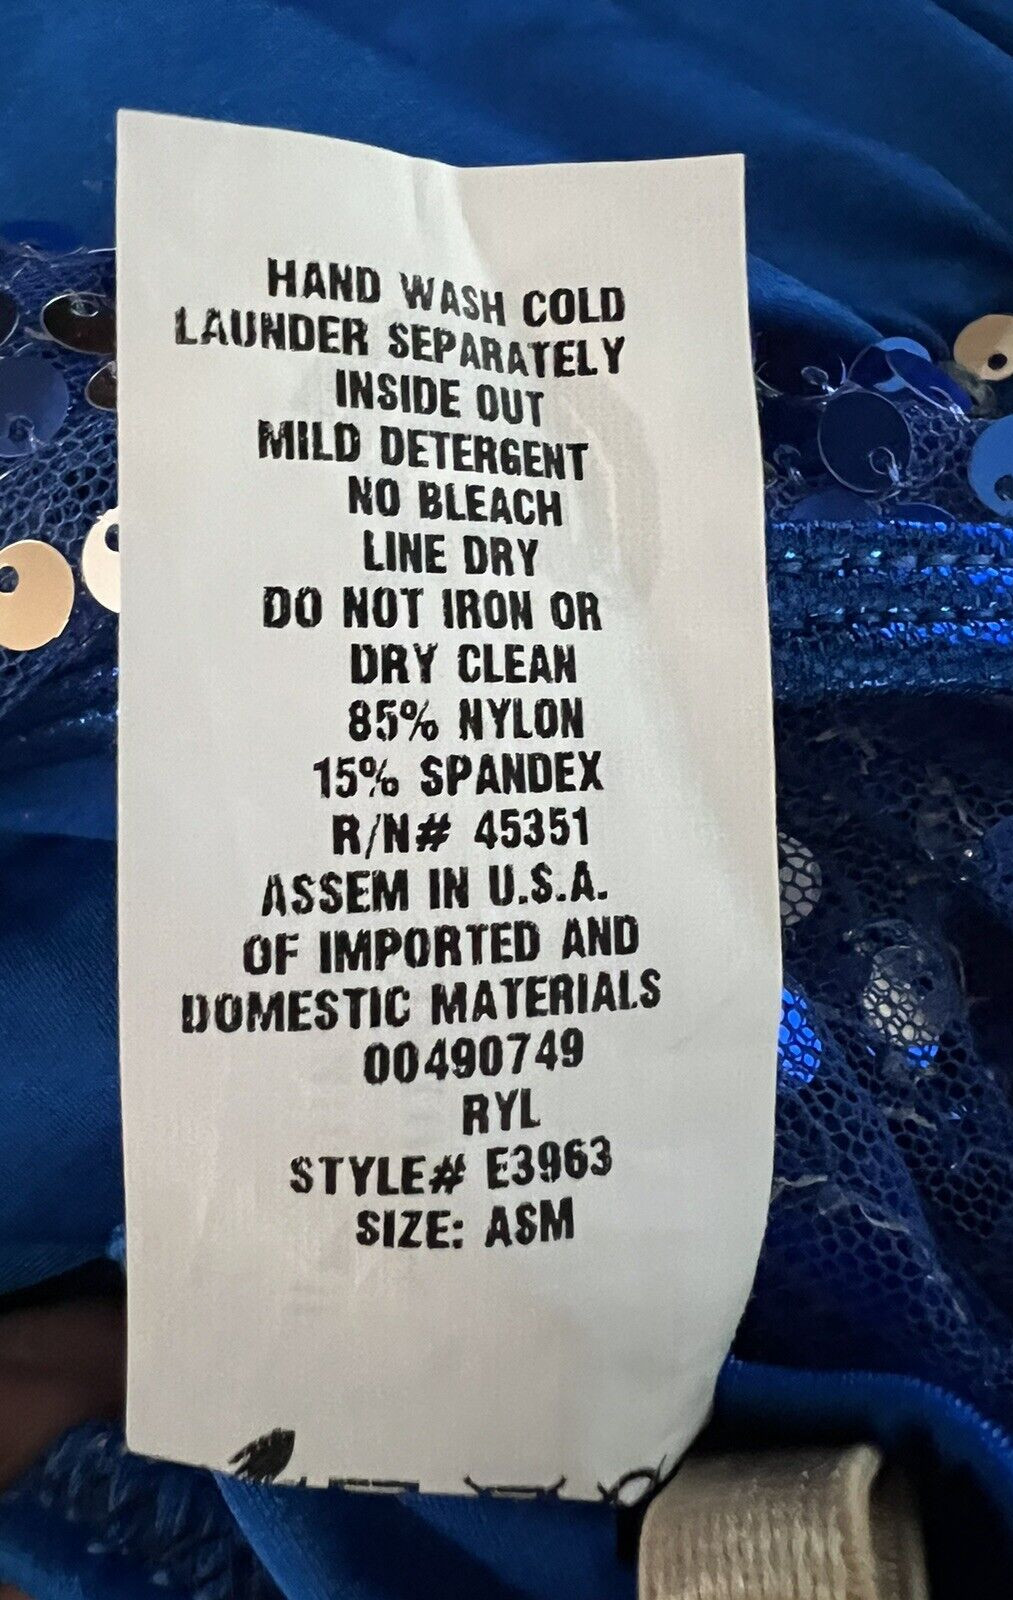 HAND WASH COLD
LAUNDER SEPARATELY
INSIDE OUT
MILD DETERGENT
NO BLEACH
LINE DRY
DO NOT IRON OR
DRY CLEAN
85% NYLON
15% SPANDEX
R/N# 45351
ASSEM IN U.S.A.
OF IMPORTED AND
DOMESTIC MATERIALS
00490749
RYL
STYLE# E3963
SIZE: ASM